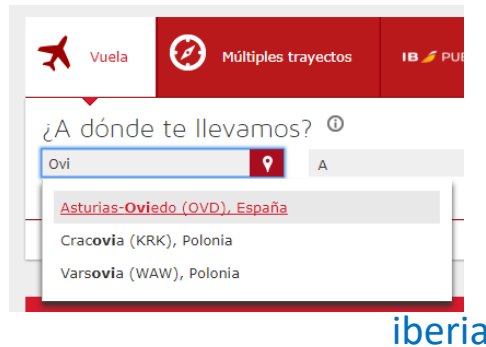 Vuela
Múltiples trayectos
IB PU
¿A dónde te llevamos?
Ovi
A
Asturias-Oviedo (OVD), España
Cracovia (KRK), Polonia
Varsovia (WAW), Polonia
iberia